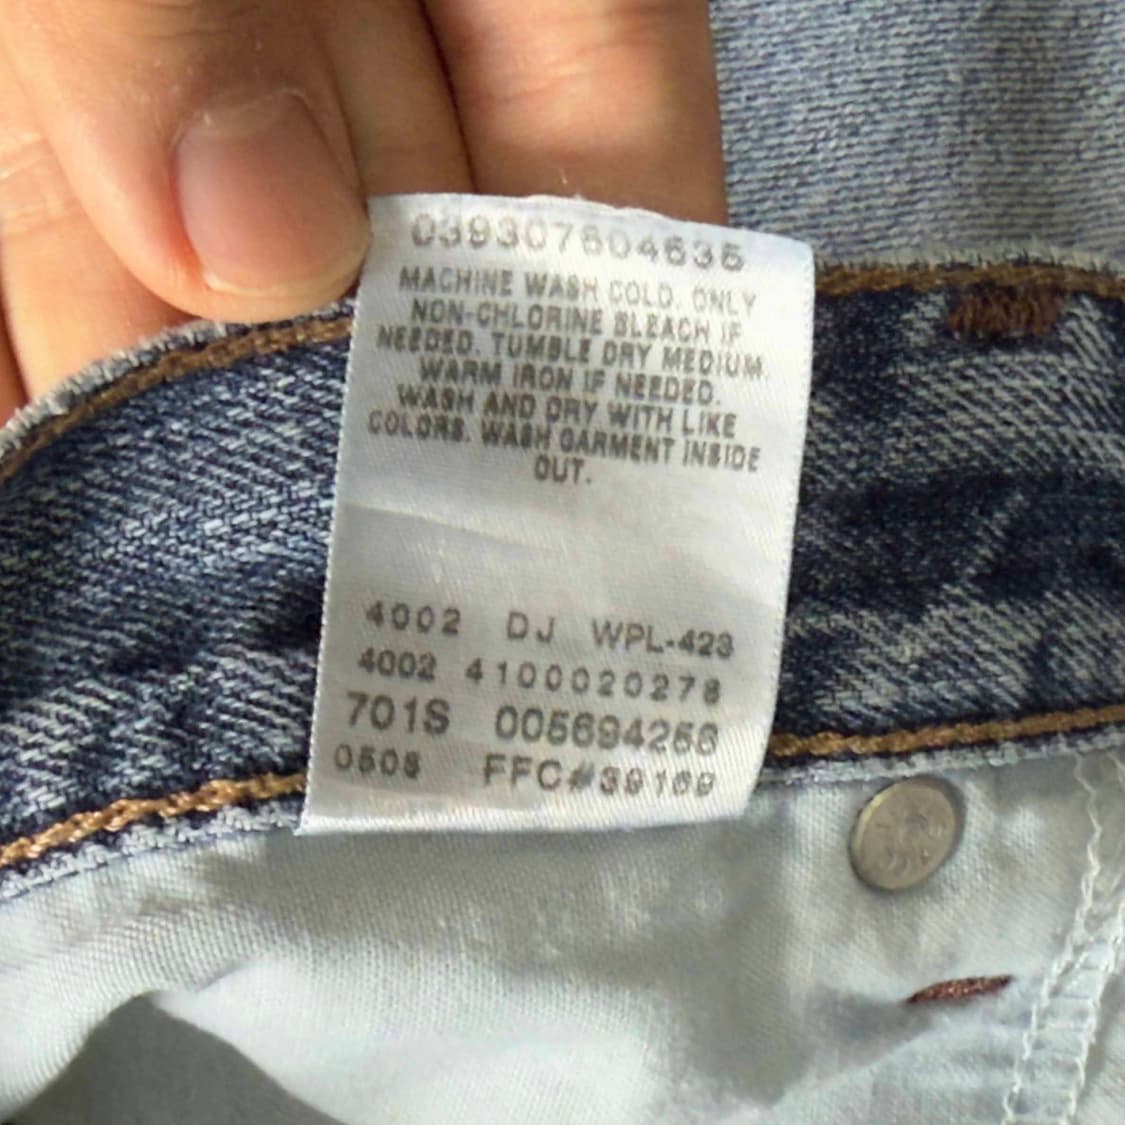 039307604635
MACHINE WASH COLD. ONLY
NON-CHLORINE BLEACH IF
NEEDED. TUMBLE DRY MEDIUM.
WARM IRON IF NEEDED.
WASH AND DRY WITH LIKE
COLORS. WASH GARMENT INSIDE
OUT.
4002 DJ WPL-423
4002 4100020278
701S 005694256
0508 FFC#39169